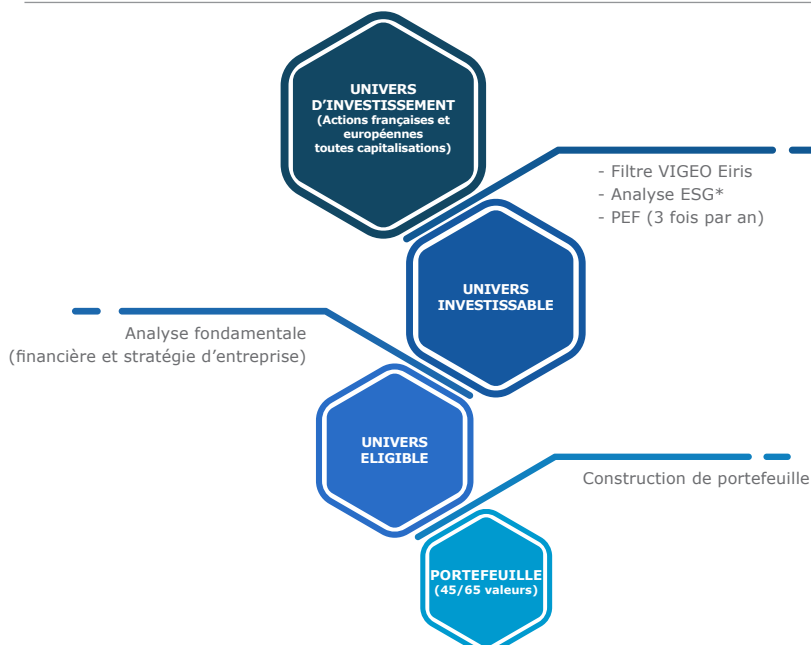 UNIVERS
D'INVESTISSEMENT
(Actions françaises et
européennes
toutes capitalisations)
- Filtre VIGEO Eiris
- Analyse ESG*
- PEF (3 fois par an)
UNIVERS
INVESTISSABLE
Analyse fondamentale
(financière et stratégie d'entreprise)
UNIVERS
ELIGIBLE
Construction de portefeuille
PORTEFEUILLE
(45/65 valeurs)